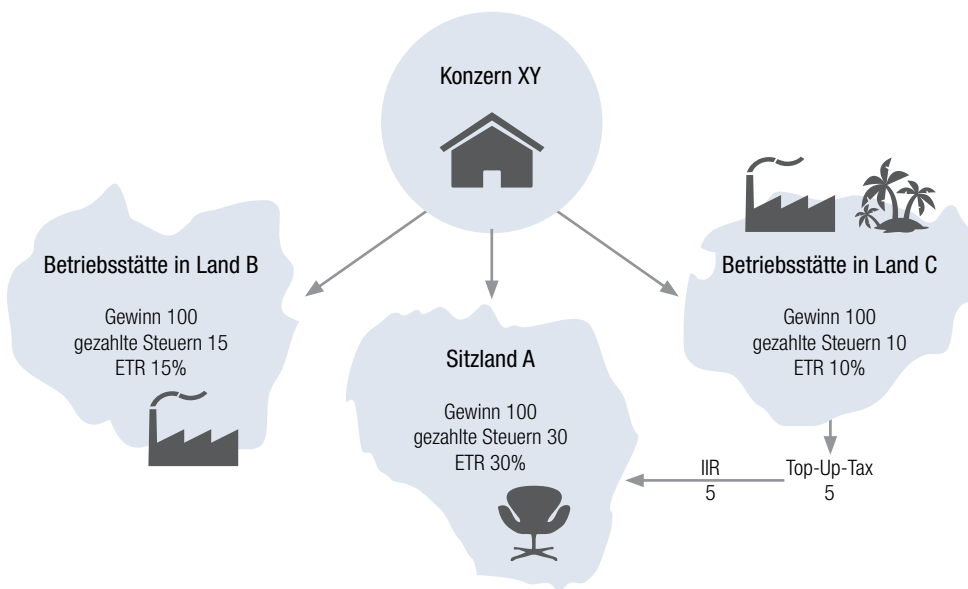 Konzern XY
Betriebsstätte in Land B
Gewinn 100
gezahlte Steuern 15
ETR 15%
Sitzland A
Gewinn 100
gezahlte Steuern 30
ETR 30%
Betriebsstätte in Land C
Gewinn 100
gezahlte Steuern 10
ETR 10%
IIR
5
Top-Up-Tax
5